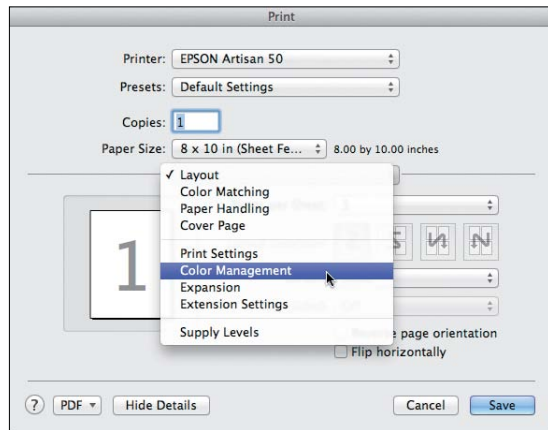 Print
Printer: EPSON Artisan 50
Presets: Default Settings
Copies: 1
Paper Size: 8 x 10 in (Sheet Fe... 8.00 by 10.00 inches
✓ Layout
Color Matching
Paper Handling
Cover Page
Print Settings
Color Management
Expansion
Extension Settings
Supply Levels
1
page orientation
Flip horizontally
? PDF Hide Details Cancel Save